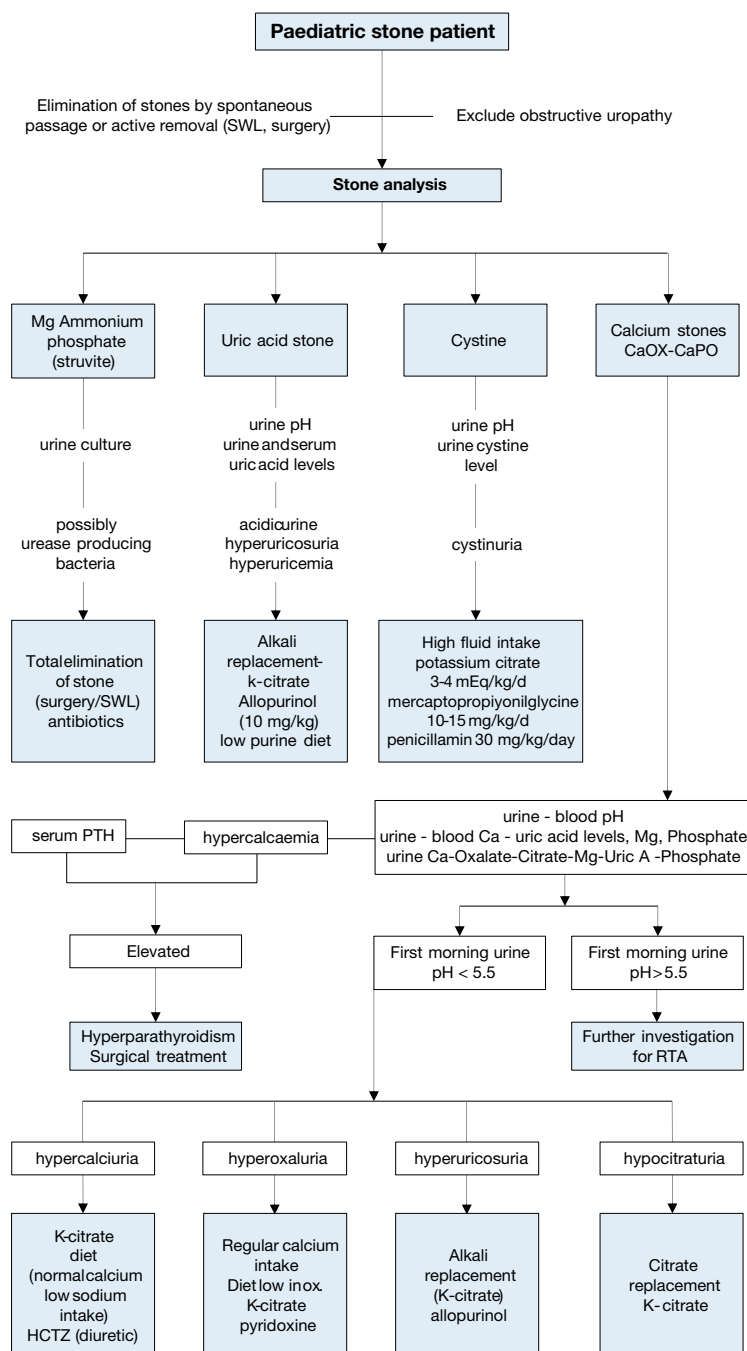 Paediatric stone patient
Elimination of stones by spontaneous
passage or active removal (SWL, surgery)
Exclude obstructive uropathy
Stone analysis
Mg Ammonium
phosphate
(struvite)
Uric acid stone
Cystine
Calcium stones
CaOX-CaPO
urine culture
urine pH
urine and serum
uric acid levels
urine pH
urine cystine
level
possibly
urease producing
bacteria
acidic urine
hyperuricosuria
hyperuricemia
cystinuria
Total elimination
of stone
(surgery/SWL)
antibiotics
Alkali
replacement-
k-citrate
Allopurinol
(10 mg/kg)
low purine diet
High fluid intake
potassium citrate
3-4 mEq/kg/d
mercaptopropiyonilglycine
10-15 mg/kg/d
penicillamin 30 mg/kg/day
serum PTH
hypercalcaemia
urine - blood pH
urine - blood Ca - uric acid levels, Mg, Phosphate
urine Ca-Oxalate-Citrate-Mg-Uric A -Phosphate
Elevated
First morning urine
pH < 5.5
First morning urine
pH>5.5
Hyperparathyroidism
Surgical treatment
Further investigation
for RTA
hypercalciuria
hyperoxaluria
hyperuricosuria
hypocitraturia
K-citrate
diet
(normal calcium
low sodium
intake)
HCTZ (diuretic)
Regular calcium
intake
Diet low in ox.
K-citrate
pyridoxine
Alkali
replacement
(K-citrate)
allopurinol
Citrate
replacement
K-citrate